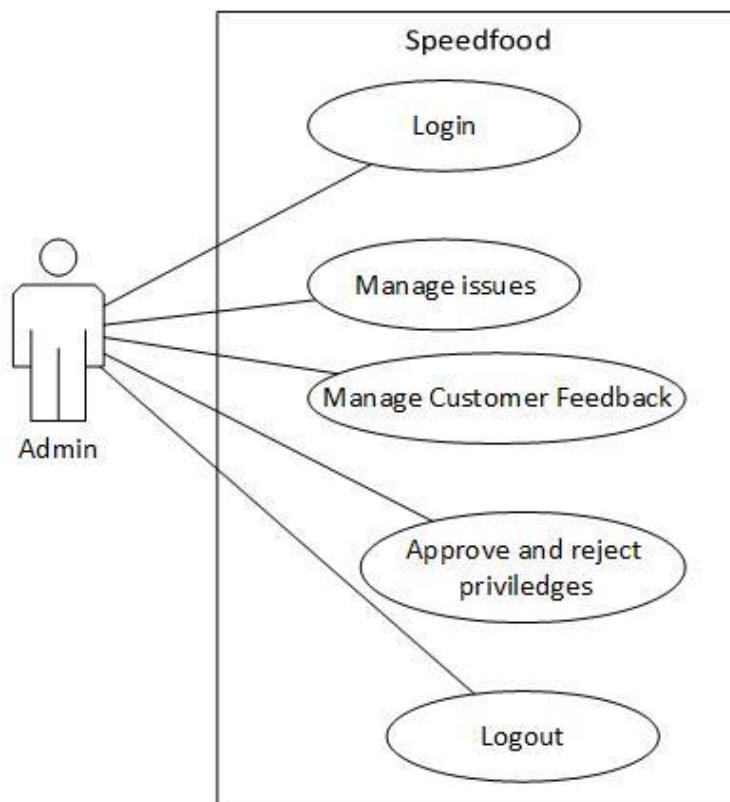 Speedfood
Login
Manage issues
Manage Customer Feedback
Admin
Approve and reject
priviledges
Logout